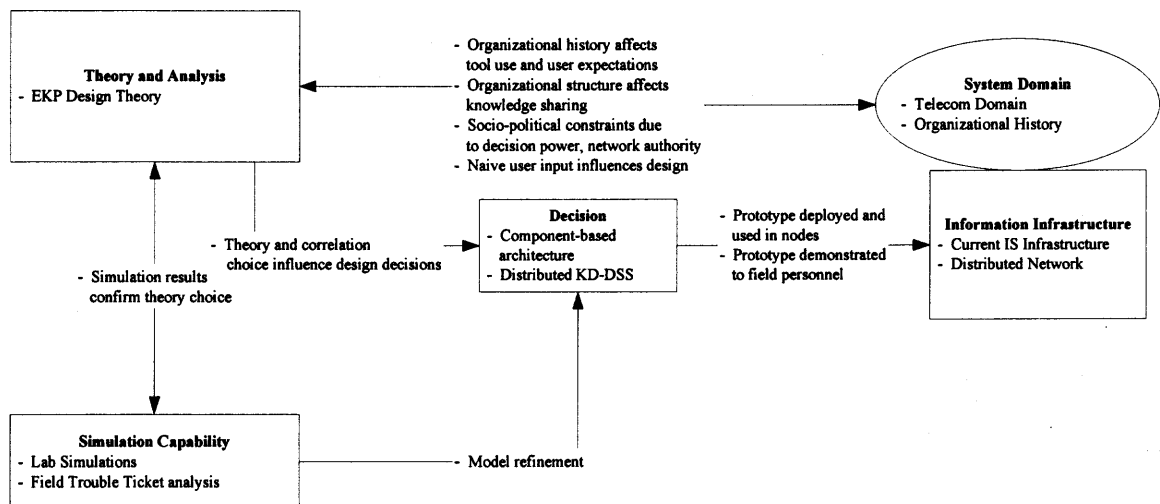 Theory and Analysis
- EKP Design Theory
- Organizational history affects
tool use and user expectations
- Organizational structure affects
knowledge sharing
- Socio-political constraints due
to decision power, network authority
- Naive user input influences design
System Domain
- Telecom Domain
- Organizational History
- Theory and correlation
choice influence design decisions
Decision
- Component-based
architecture
- Distributed KD-DSS
- Prototype deployed and
used in nodes
- Prototype demonstrated
to field personnel
Information Infrastructure
- Current IS Infrastructure
- Distributed Network
- Simulation results
confirm theory choice
Simulation Capability
- Lab Simulations
- Field Trouble Ticket analysis
- Model refinement